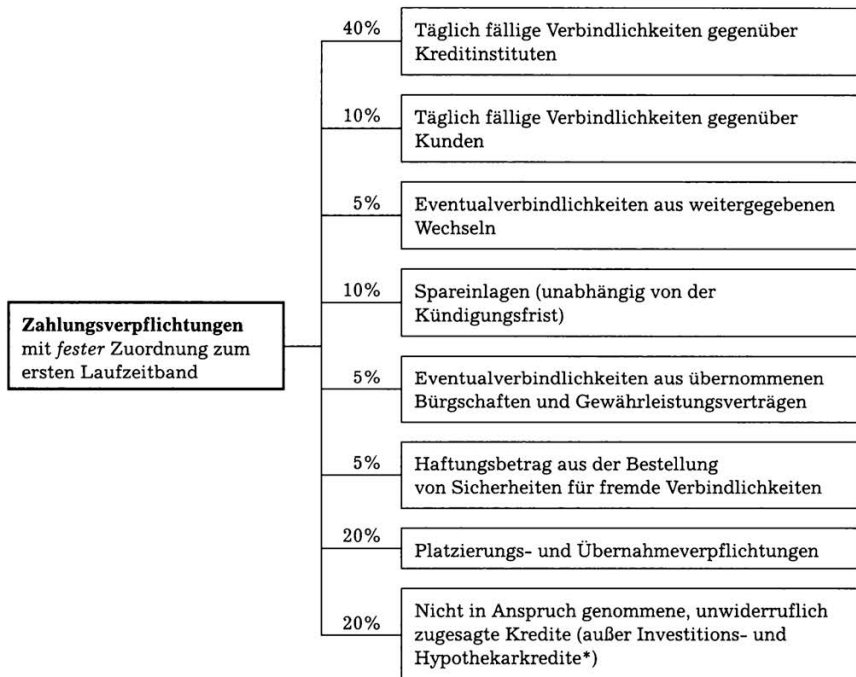 40%
Täglich fällige Verbindlichkeiten gegenüber
Kreditinstituten
10%
Täglich fällige Verbindlichkeiten gegenüber
Kunden
5%
Eventualverbindlichkeiten aus weitergegebenen
Wechseln
10%
Spareinlagen (unabhängig von der
Kündigungsfrist)
Zahlungsverpflichtungen
mit fester Zuordnung zum
ersten Laufzeitband
5%
Eventualverbindlichkeiten aus übernommenen
Bürgschaften und Gewährleistungsverträgen
5%
Haftungsbetrag aus der Bestellung
von Sicherheiten für fremde Verbindlichkeiten
20%
Platzierungs- und Übernahmeverpflichtungen
20%
Nicht in Anspruch genommene, unwiderruflich
zugesagte Kredite (außer Investitions- und
Hypothekarkredite*)